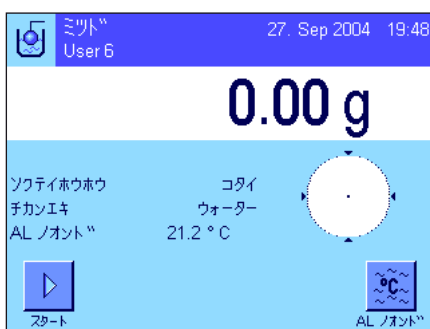 ミツド 27. Sep 2004 19:48
User 6
0.00 g
ソクテイホウホウ コタイ
チカンエキ ウォーター
AL ノオンド 21.2 ° C
°C
スタート AL ノオンド